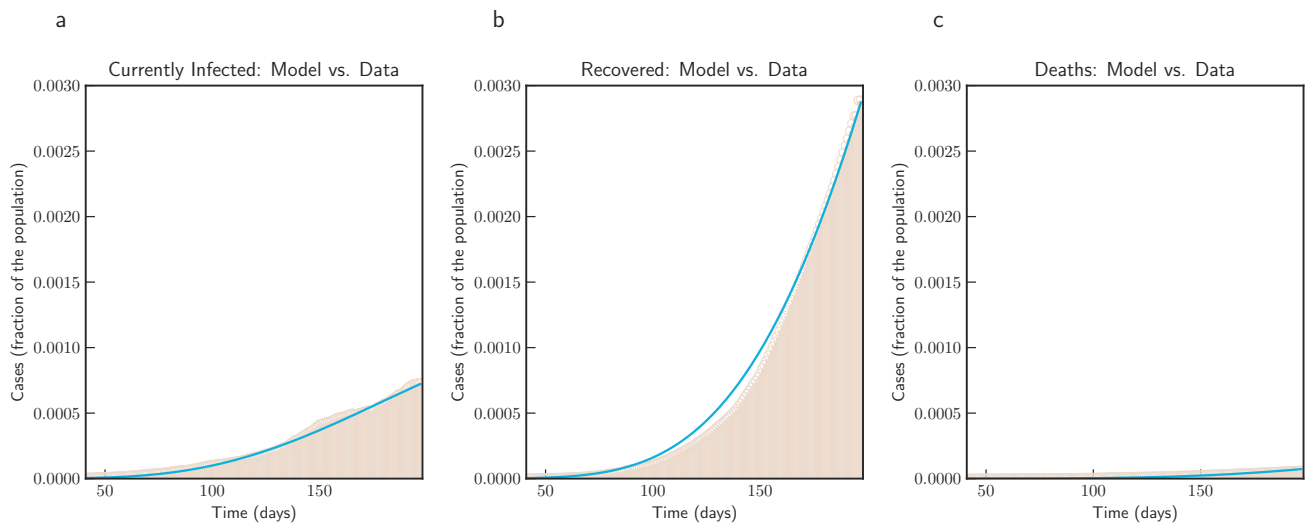 a
Currently Infected: Model vs. Data
0.0030
0.0025
0.0020
0.0015
0.0010
0.0005
0.0000
Cases (fraction of the population)
50 100 150
Time (days)
b
Recovered: Model vs. Data
0.0030
0.0025
0.0020
0.0015
0.0010
0.0005
0.0000
Cases (fraction of the population)
50 100 150
Time (days)
c
Deaths: Model vs. Data
0.0030
0.0025
0.0020
0.0015
0.0010
0.0005
0.0000
Cases (fraction of the population)
50 100 150
Time (days)